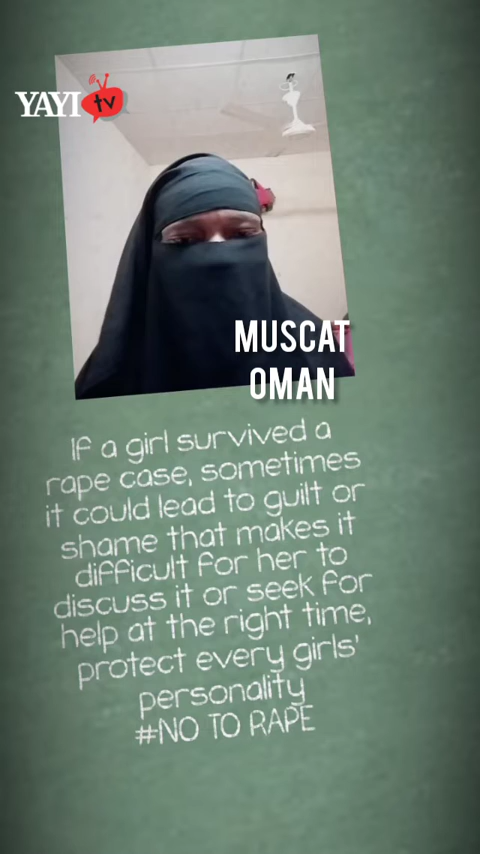 YAYI tv
MUSCAT
OMAN
If a girl survived a
rape case, sometimes
it could lead to guilt or
shame that makes it
difficult for her to
discuss it or seek for
help at the right time,
protect every girls'
personality
#NO TO RAPE